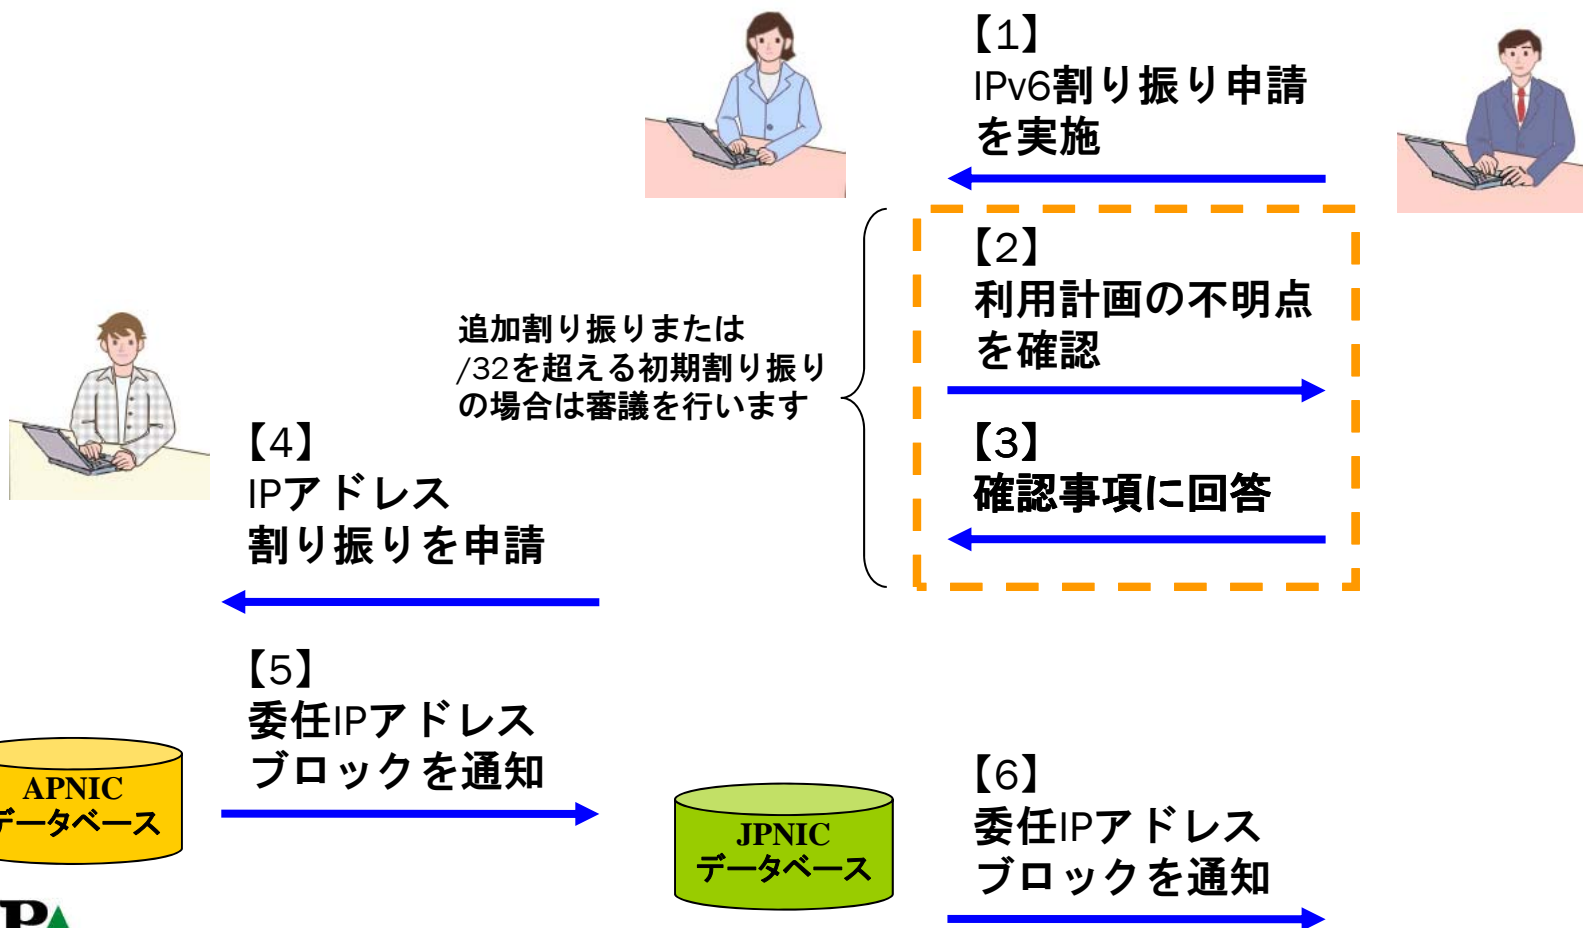 【1】
IPv6割り振り申請
を実施
【2】
利用計画の不明点
を確認
追加割り振りまたは
/32を超える初期割り振り
の場合は審議を行います
【3】
確認事項に回答
【4】
IPアドレス
割り振りを申請
【5】
委任IPアドレス
ブロックを通知
APNIC
データベース
JPNIC
データベース
【6】
委任IPアドレス
ブロックを通知